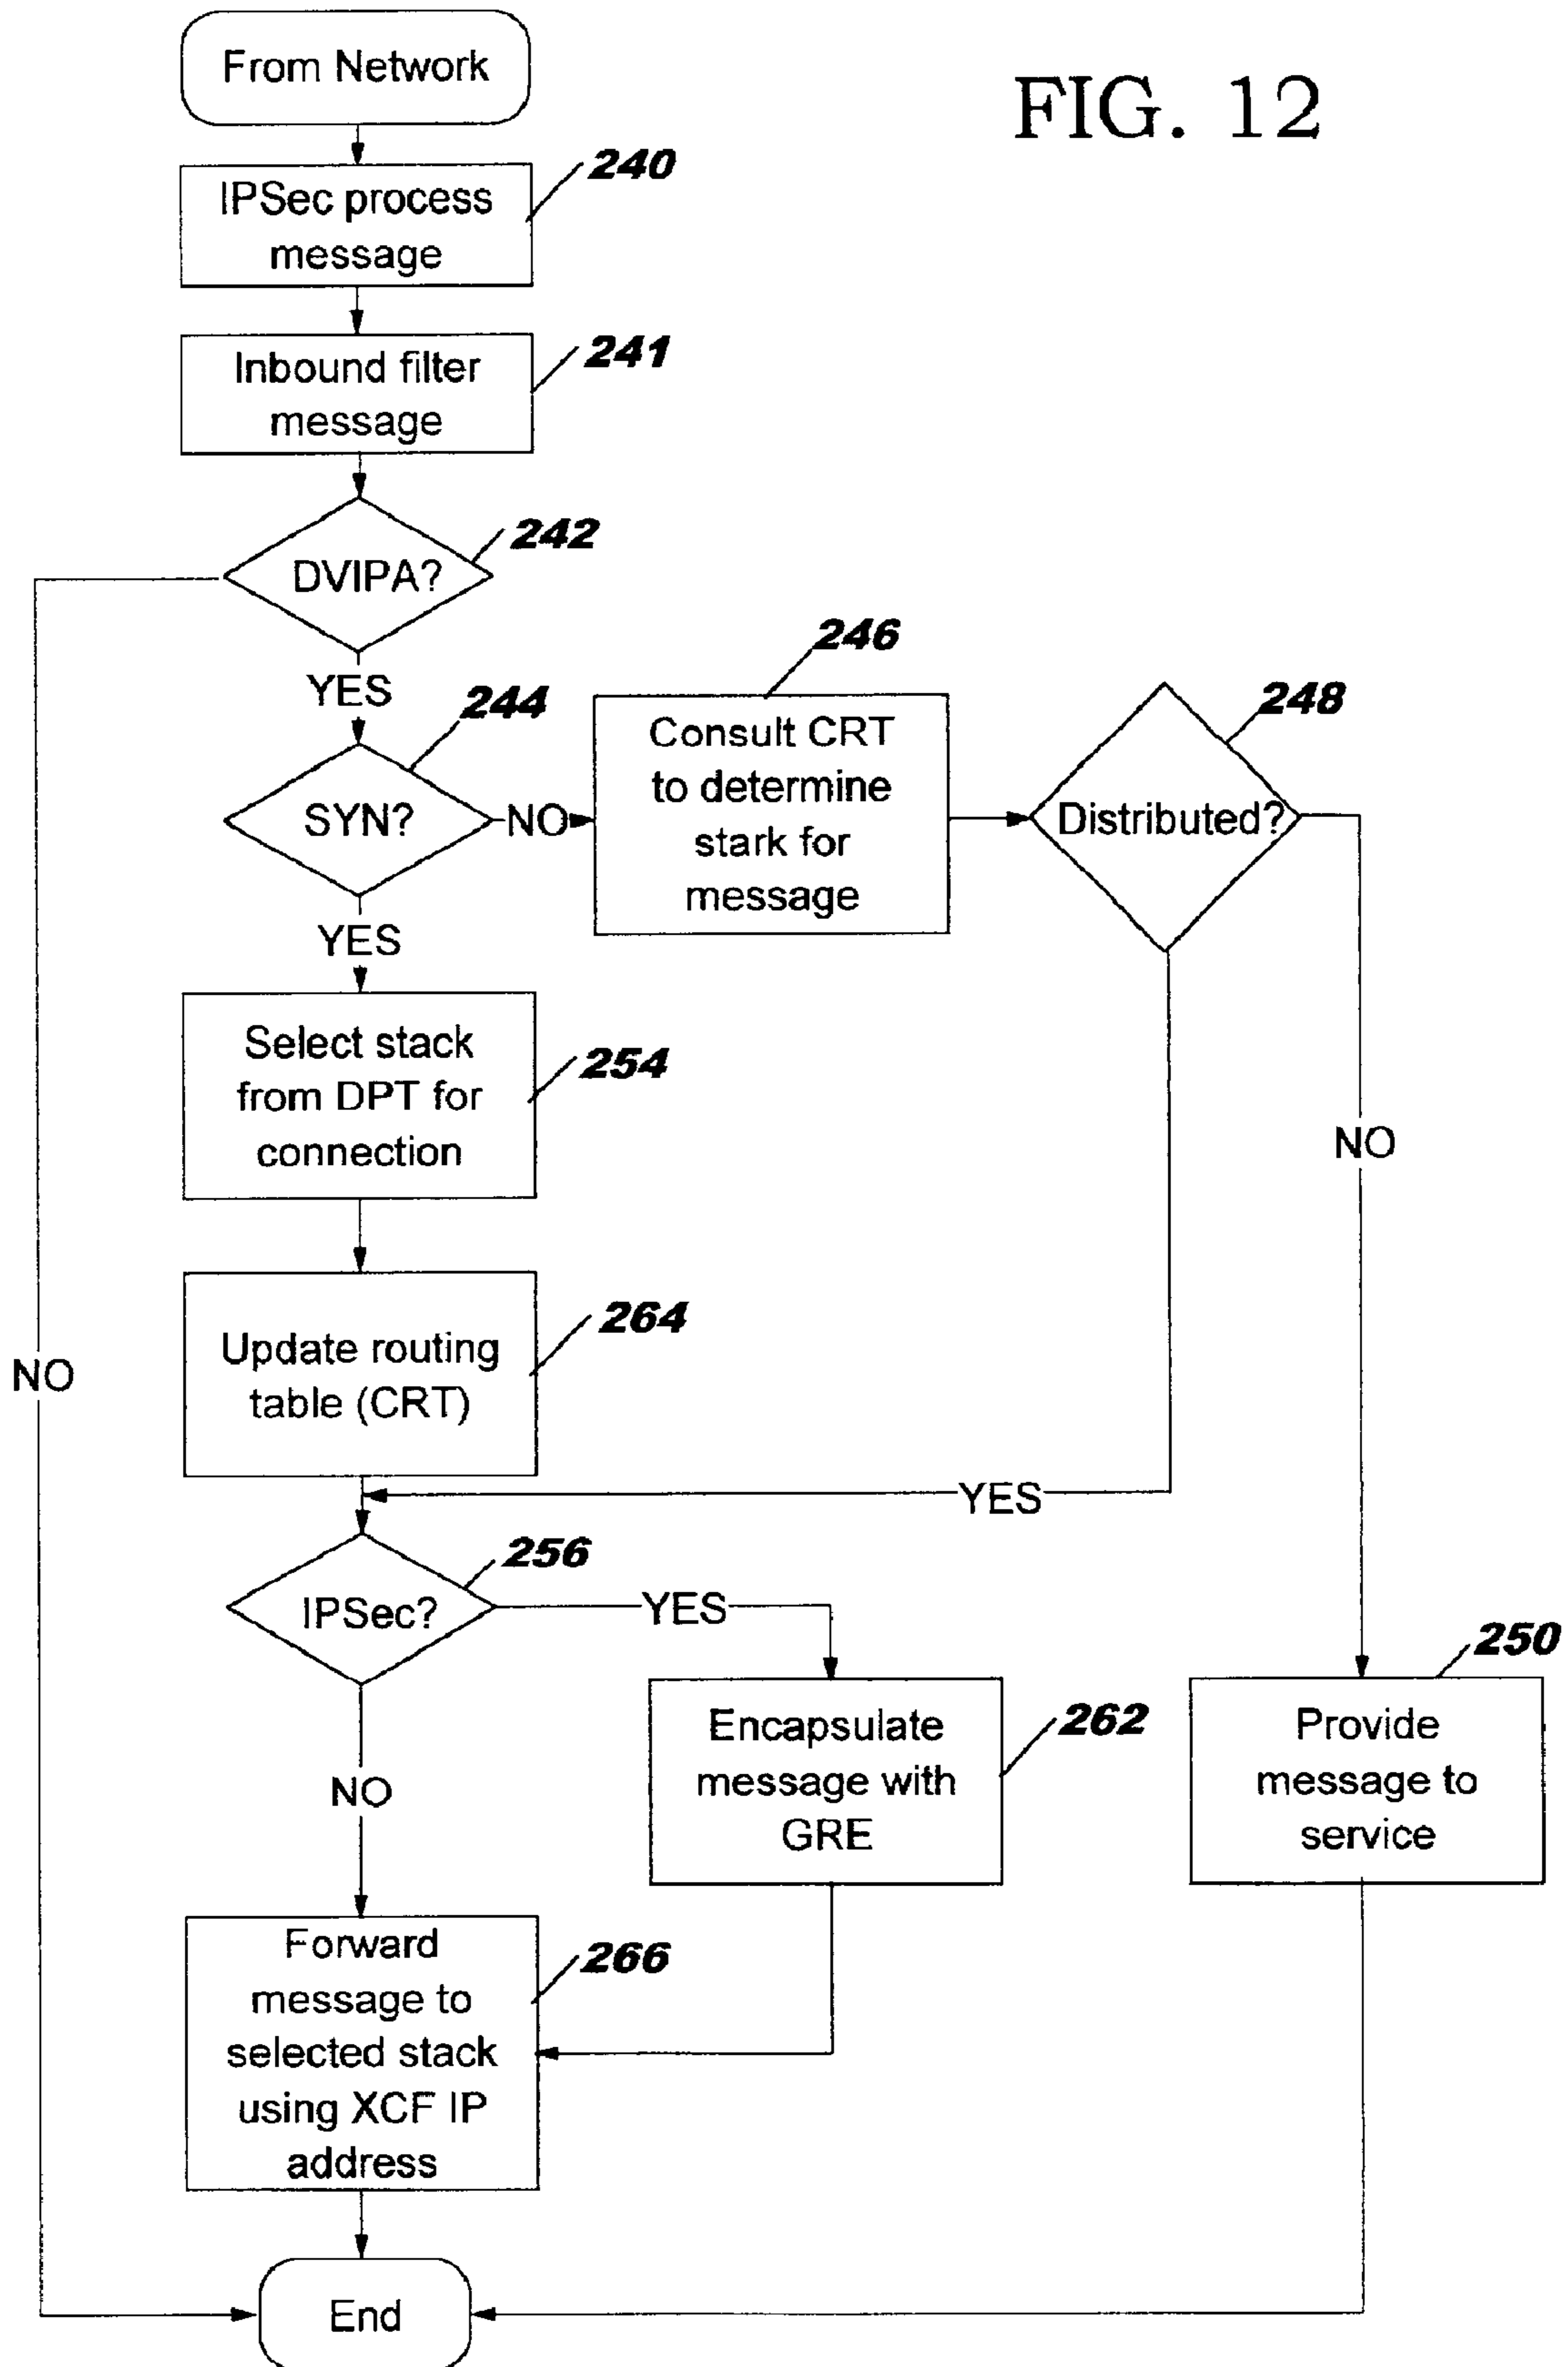 From Network
FIG. 12
240
IPSec process
message
241
Inbound filter
message
242
DVIPA?
YES
244
SYN?
NO
246
Consult CRT
to determine
stark for
message
248
Distributed?
YES
Select stack
from DPT for
connection
254
NO
Update routing
table (CRT)
264
NO
YES
256
IPSec?
YES
NO
Encapsulate
message with
GRE
262
250
Provide
message to
service
Forward
message to
selected stack
using XCF IP
address
266
End